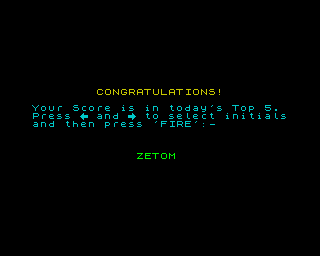 CONGRATULATIONS!
Your Score is in today's Top 5.
Press ← and → to select initials
and then press 'FIRE':-
ZETOM